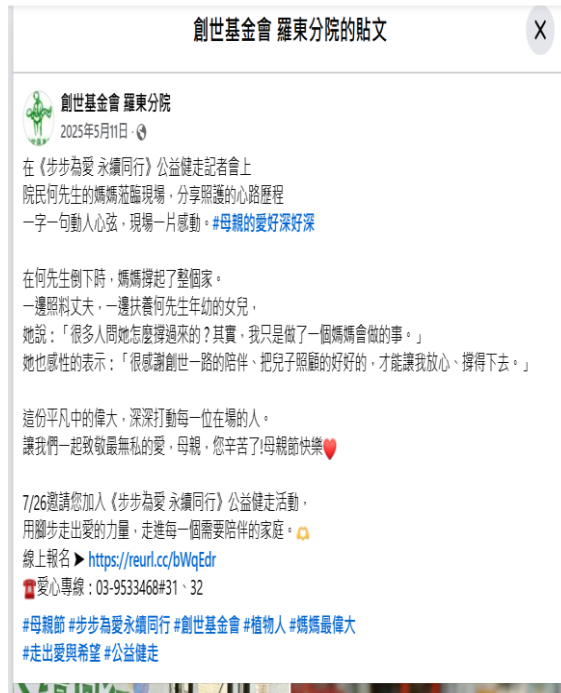 創世基金會 羅東分院的貼文
創世基金會 羅東分院
2025年5月11日 ·
在《步步為愛 永續同行》公益健走記者會上
院民何先生的媽媽蒞臨現場，分享照護的心路歷程
一字一句動人心弦，現場一片感動。#母親的愛好深好深
在何先生倒下時，媽媽撐起了整個家。
一邊照料丈夫，一邊扶養何先生年幼的女兒，
她說：「很多人問她怎麼撐過來的？其實，我只是做了一個媽媽會做的事。」
她也感性的表示：「很感謝創世一路的陪伴、把兒子照顧的好好的，才能讓我放心、撐得下去。」
這份平凡中的偉大，深深打動每一位在場的人。
讓我們一起致敬最無私的愛，母親，您辛苦了!母親節快樂❤️
7/26邀請您加入《步步為愛 永續同行》公益健走活動，
用腳步走出愛的力量，走進每一個需要陪伴的家庭。🫶
線上報名➤ https://reurl.cc/bWqEdr
☎️愛心專線：03-9533468#31、32
#母親節 #步步為愛永續同行 #創世基金會 #植物人 #媽媽最偉大
#走出愛與希望 #公益健走